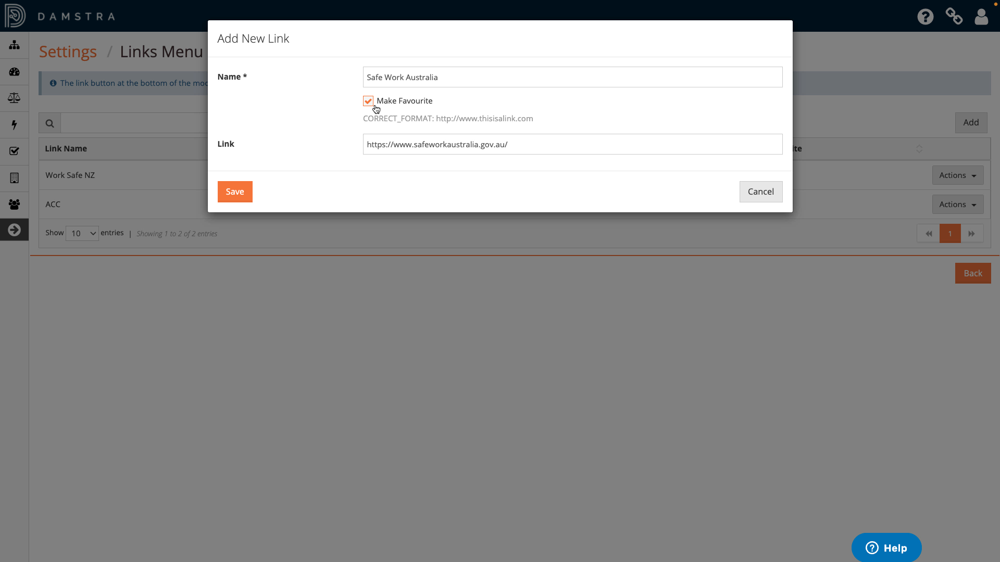 DAMSTRA
Add New Link
Settings / Links Menu
Name *
Safe Work Australia
The link button at the bottom of the
Make Favourite
CORRECT_FORMAT: http://www.thisisalink.com
Add
Link
https://www.safeworkaustralia.gov.au/
Link Name
Work Safe NZ
Actions
Save
Cancel
ACC
Actions
Show 10 entries | Showing 1 to 2 of 2 entries
1
Back
Help